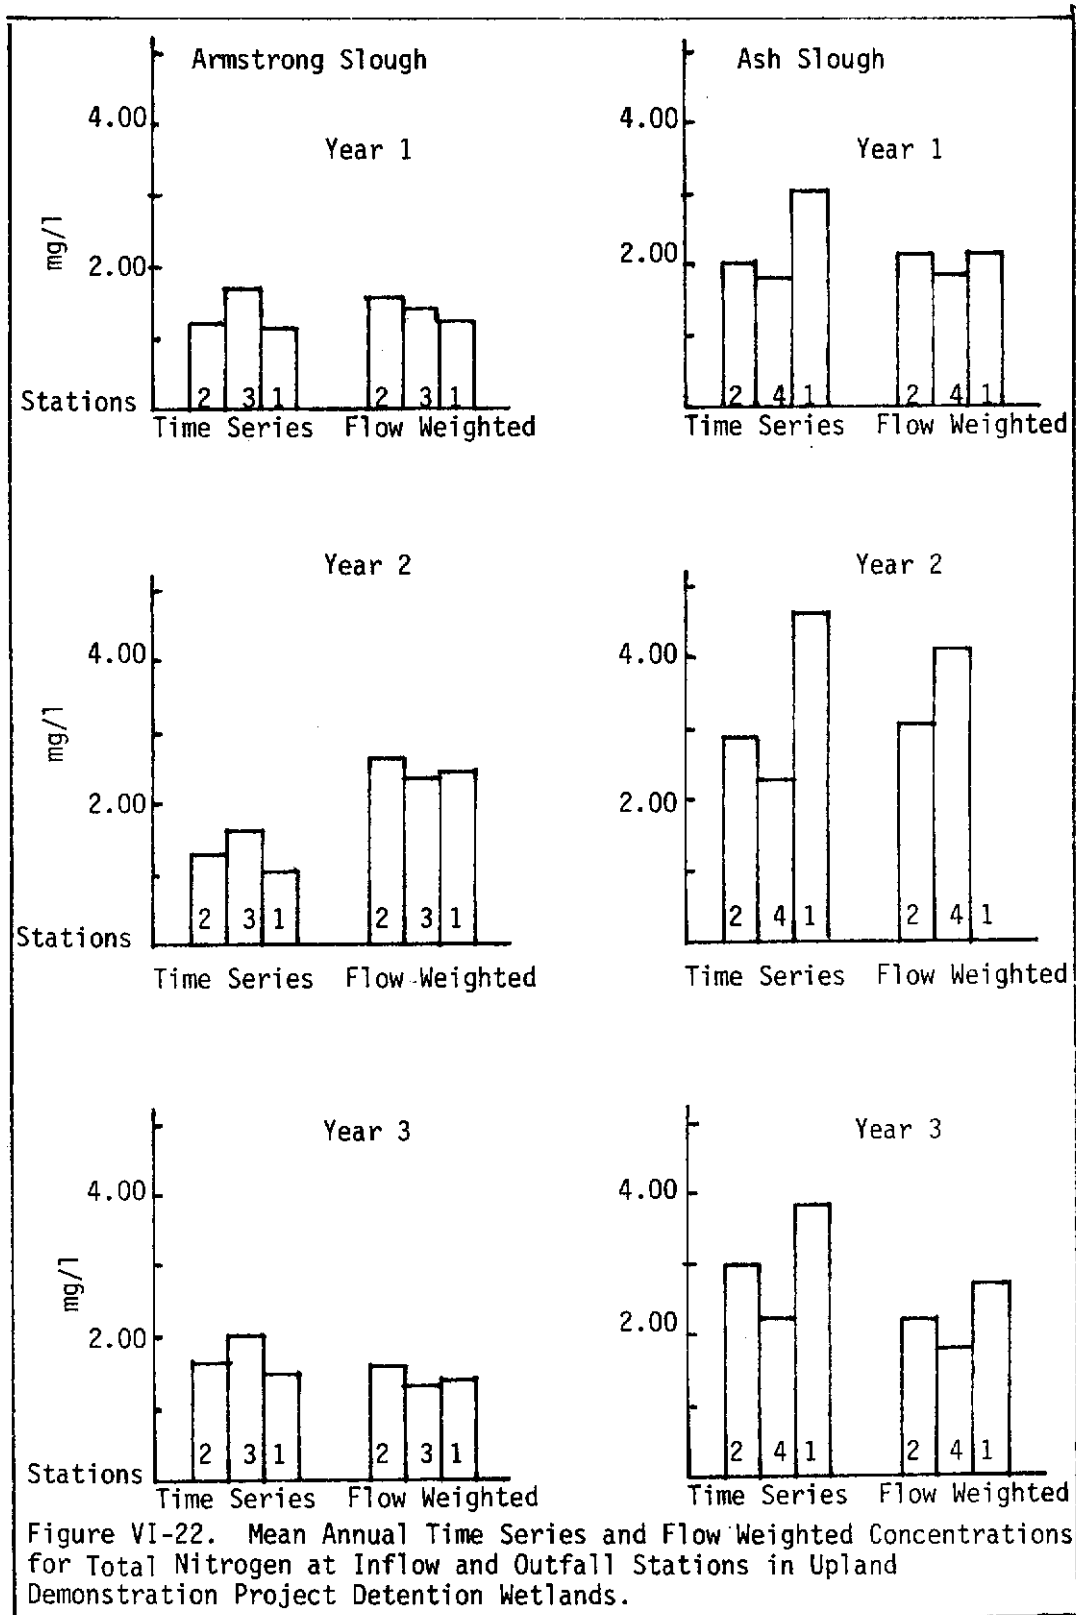 Armstrong Slough
4.00
Year 1
mg/l
2.00
Stations 2 3 1 2 3 1
Time Series Flow Weighted
Ash Slough
4.00
Year 1
2.00
2 4 1 2 4 1
Time Series Flow Weighted
Year 2
4.00
mg/l
2.00
Stations 2 3 1 2 3 1
Time Series Flow Weighted
Year 2
4.00
2.00
2 4 1 2 4 1
Time Series Flow Weighted
Year 3
4.00
mg/l
2.00
Stations 2 3 1 2 3 1
Time Series Flow Weighted
Year 3
4.00
2.00
2 4 1 2 4 1
Time Series Flow Weighted
Figure VI-22. Mean Annual Time Series and Flow Weighted Concentrations
for Total Nitrogen at Inflow and Outfall Stations in Upland
Demonstration Project Detention Wetlands.